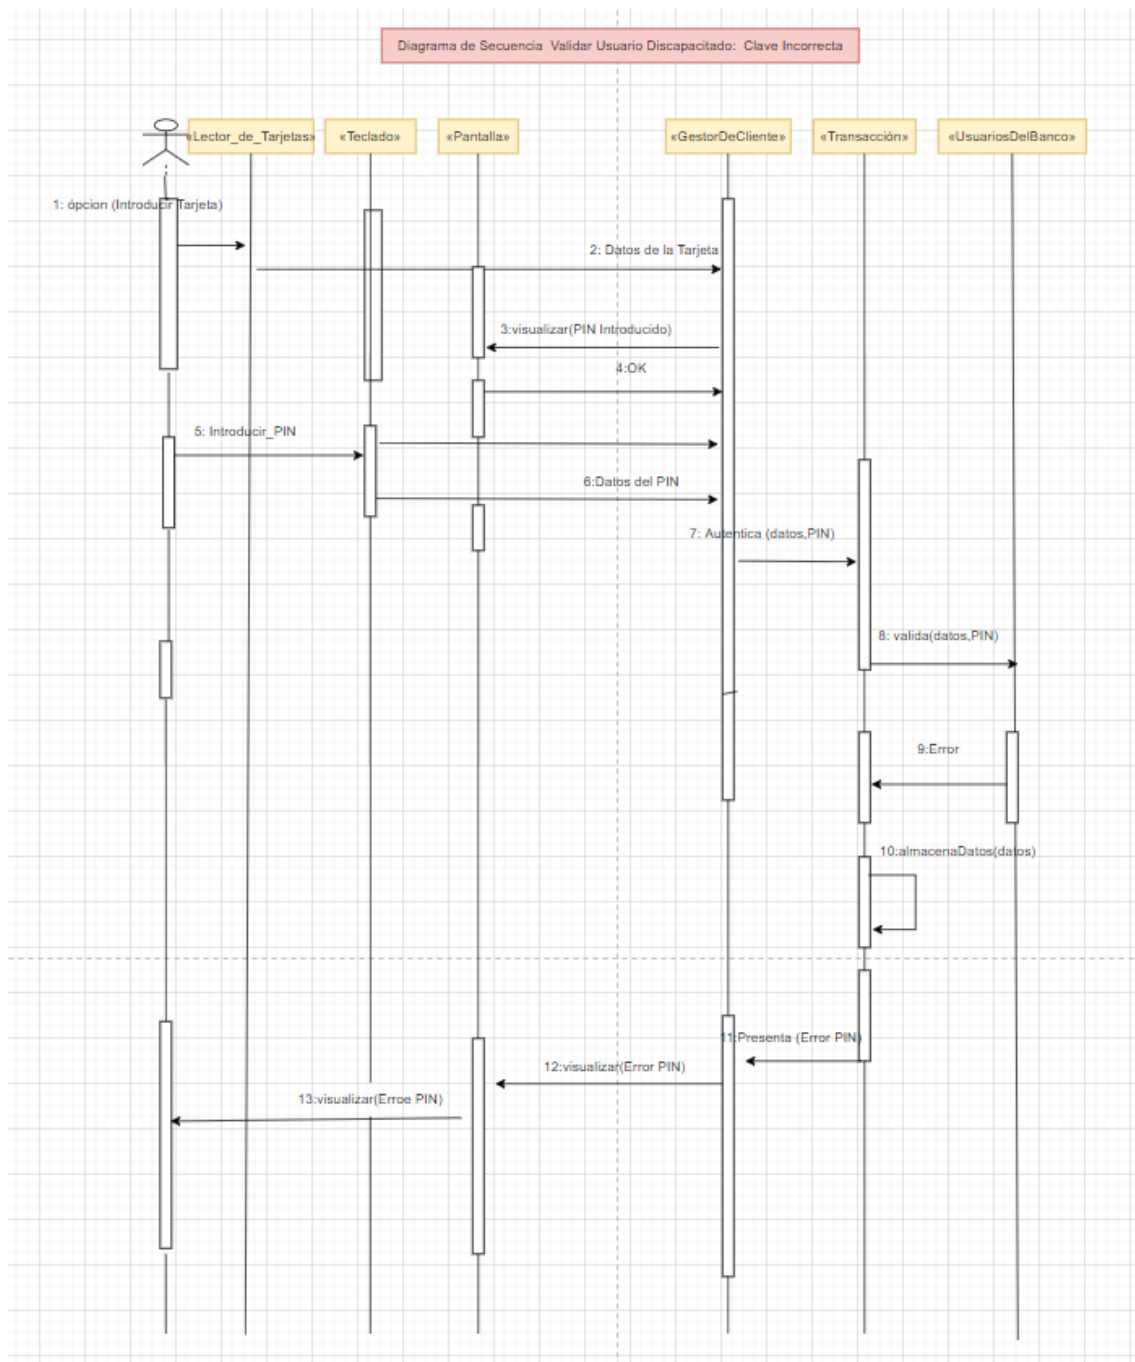 Diagrama de Secuencia Validar Usuario Discapacitado: Clave Incorrecta
«Lector_de_Tarjetas»
«Teclado»
«Pantalla»
«GestorDeCliente»
«Transacción»
«UsuariosDelBanco»
1: ópcion (Introducir Tarjeta)
2: Datos de la Tarjeta
3:visualizar(PIN Introducido)
4:OK
5: Introducir_PIN
6:Datos del PIN
7: Autentica (datos,PIN)
8: valida(datos,PIN)
9:Error
10:almacenaDatos(datos)
11:Presenta (Error PIN)
12:visualizar(Error PIN)
13:visualizar(Erroe PIN)